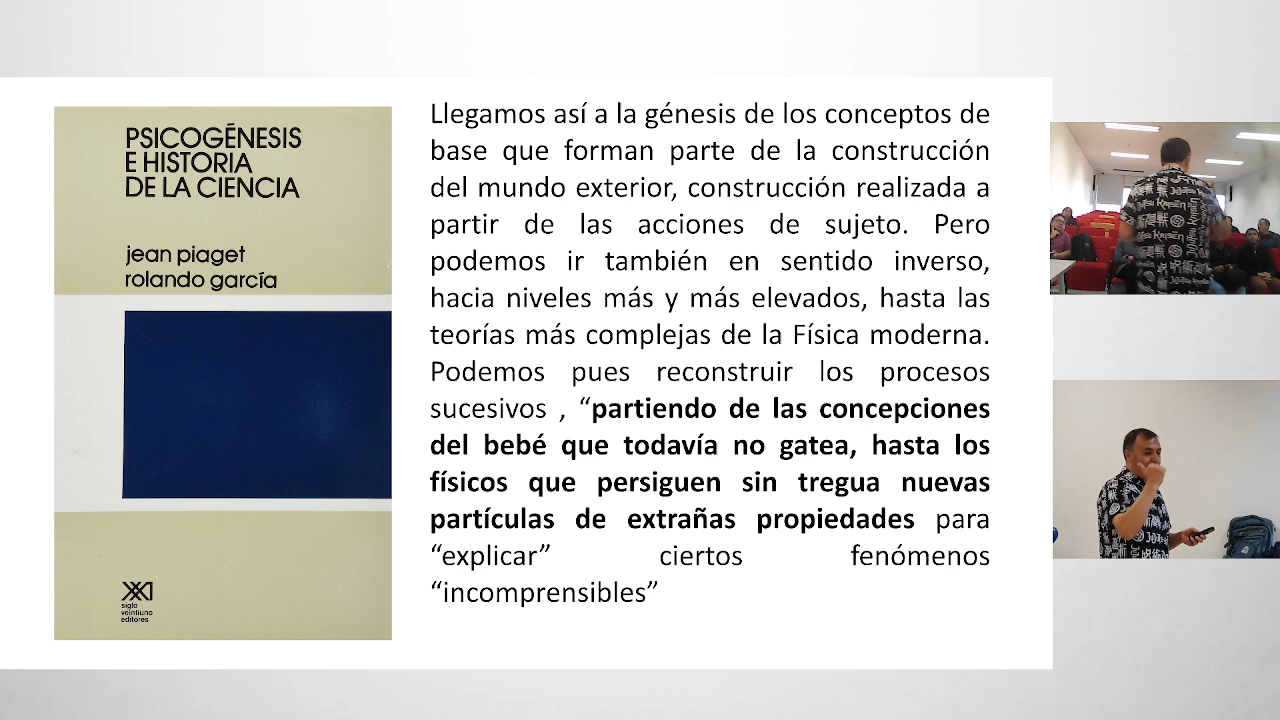 PSICOGÉNESIS
E HISTORIA
DE LA CIENCIA
jean piaget
rolando garcía
siglo
veintiuno
editores
Llegamos así a la génesis de los conceptos de
base que forman parte de la construcción
del mundo exterior, construcción realizada a
partir de las acciones de sujeto. Pero
podemos ir también en sentido inverso,
hacia niveles más y más elevados, hasta las
teorías más complejas de la Física moderna.
Podemos pues reconstruir los procesos
sucesivos , “partiendo de las concepciones
del bebé que todavía no gatea, hasta los
físicos que persiguen sin tregua nuevas
partículas de extrañas propiedades para
“explicar” ciertos fenómenos
“incomprensibles”